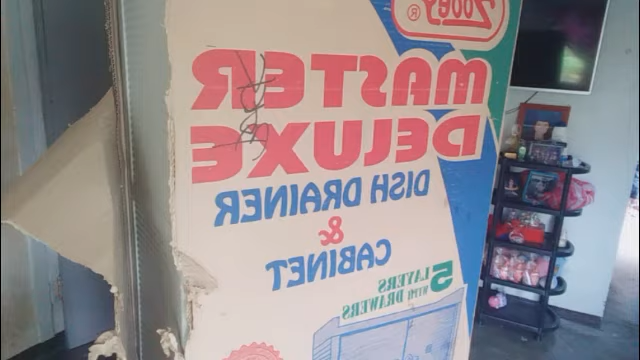 Zooey ®
MASTER
DELUXE
DISH DRAINER
&
CABINET
5 LAYERS
WITH DRAWERS